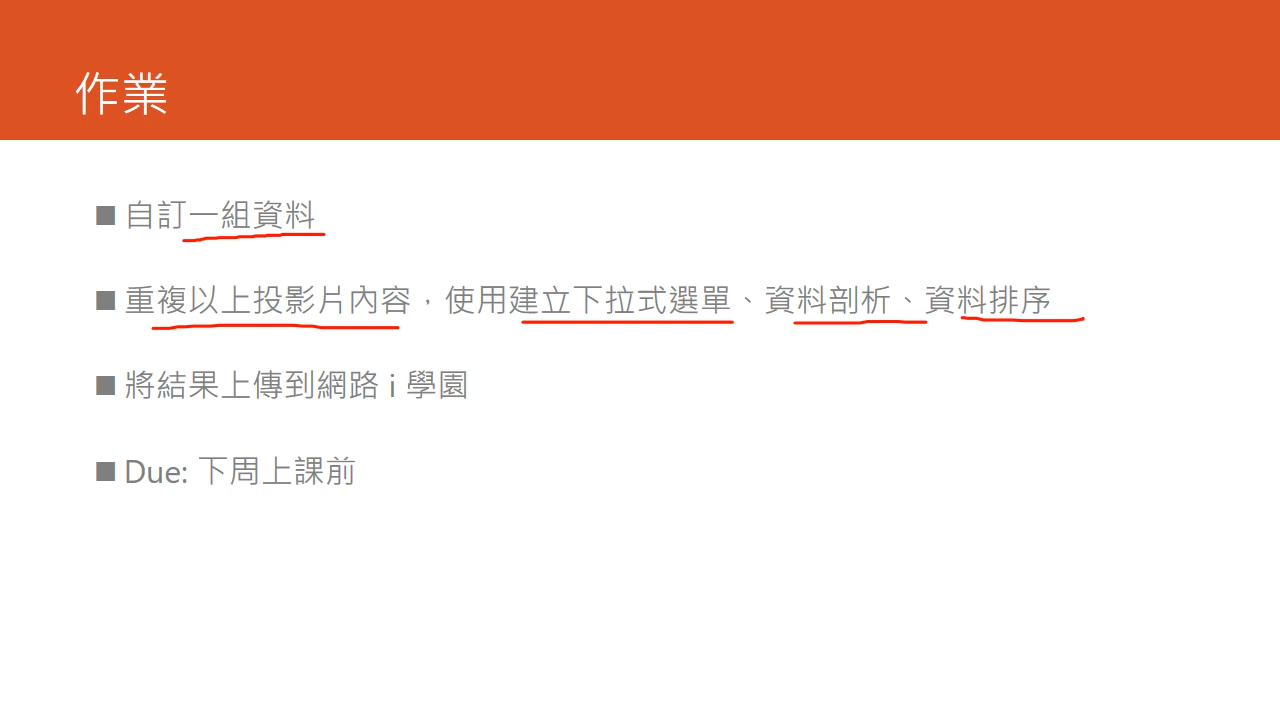 作業
自訂一組資料
重複以上投影片內容，使用建立下拉式選單、資料剖析、資料排序
將結果上傳到網路 i 學園
Due: 下周上課前